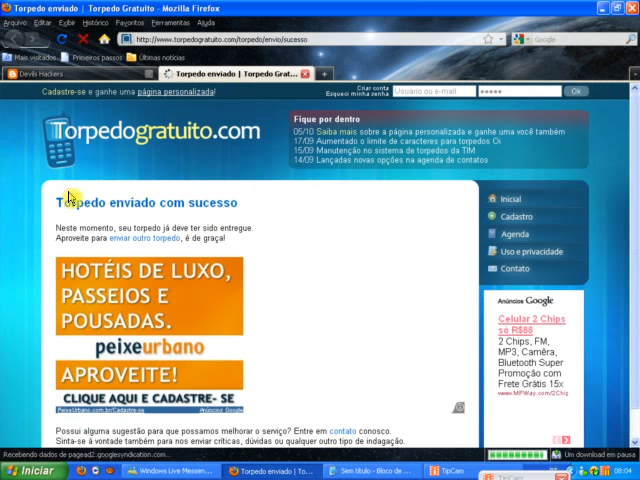 Torpedo enviado | Torpedo Gratuito - Mozilla Firefox
Arquivo Editar Exibir Histórico Favoritos Ferramentas Ajuda
http://www.torpedogratuito.com/torpedo/envio/sucesso
Google
Mais visitados Primeiros passos Últimas notícias
Devils Hackers
Torpedo enviado | Torpedo Grat...
Cadastre-se e ganhe uma página personalizada!
Criar conta
Esqueci minha senha
Usuário ou e-mail
Ok
Torpedogratuito.com
Fique por dentro
05/10 Saiba mais sobre a página personalizada e ganhe uma você também
17/09 Aumentado o limite de caracteres para torpedos Oi
15/09 Manutenção no sistema de torpedos da TIM
14/09 Lançadas novas opções na agenda de contatos
Torpedo enviado com sucesso
Neste momento, seu torpedo já deve ter sido entregue.
Aproveite para enviar outro torpedo, é de graça!
HOTÉIS DE LUXO,
PASSEIOS E
POUSADAS.
peixeurbano
APROVEITE!
CLIQUE AQUI E CADASTRE- SE
PeixeUrbano.com.br/Cadastre-se
Anúncios Google
Possui alguma sugestão para que possamos melhorar o serviço? Entre em contato conosco.
Sinta-se à vontade também para nos enviar críticas, dúvidas ou qualquer outro tipo de indagação.
Inicial
Cadastro
Agenda
Uso e privacidade
Contato
Anúncios Google
Celular 2 Chips
só R$88
2 Chips, FM,
MP3, Camêra,
Bluetooth Super
Promoção com
Frete Grátis 15x
www.MPWay.com/2Chip
Recebendo dados de pagead2.googlesyndication.com...
Um download em pausa
Iniciar
Windows Live Messen...
Torpedo enviado | To...
Sem título - Bloco de ...
TipCam
TipCam
08:04